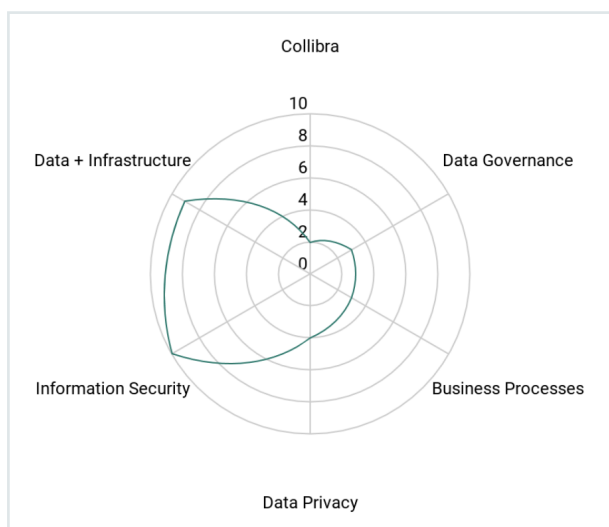 Collibra
10
8
6
4
2
0
Data + Infrastructure
Data Governance
Information Security
Business Processes
Data Privacy